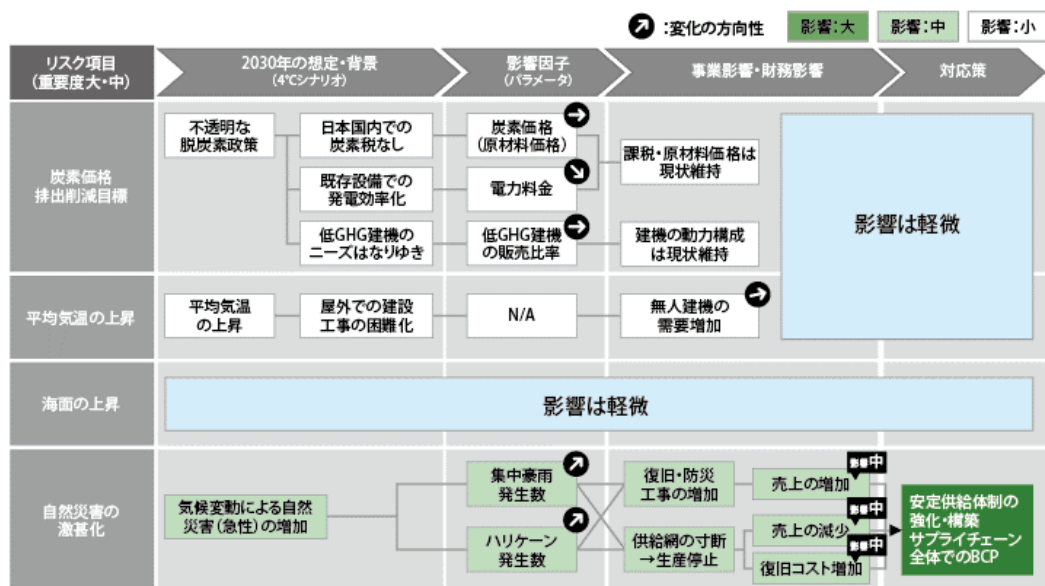 ：変化の方向性
影響：大
影響：中
影響：小
リスク項目
（重要度大・中）
2030年の想定・背景
（4℃シナリオ）
影響因子
（パラメータ）
事業影響・財務影響
対応策
炭素価格
排出削減目標
不透明な
脱炭素政策
日本国内での
炭素税なし
炭素価格
（原材料価格）
既存設備での
発電効率化
電力料金
課税・原材料価格は
現状維持
低GHG建機の
ニーズはなりゆき
低GHG建機
の販売比率
建機の動力構成
は現状維持
影響は軽微
平均気温の上昇
平均気温
の上昇
屋外での建設
工事の困難化
N/A
無人建機の
需要増加
海面の上昇
影響は軽微
自然災害の
激甚化
気候変動による自然
災害（急性）の増加
集中豪雨
発生数
ハリケーン
発生数
復旧・防災
工事の増加
供給網の寸断
→生産停止
影響中
売上の増加
影響中
売上の減少
影響中
復旧コスト増加
安定供給体制の
強化・構築
サプライチェーン
全体でのBCP